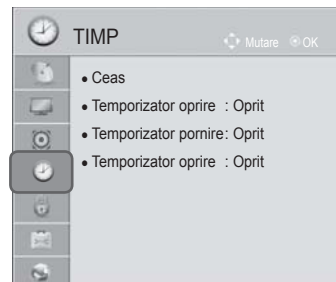 TIMP
Mutare OK
• Ceas
• Temporizator oprire : Oprit
• Temporizator pornire: Oprit
• Temporizator oprire : Oprit